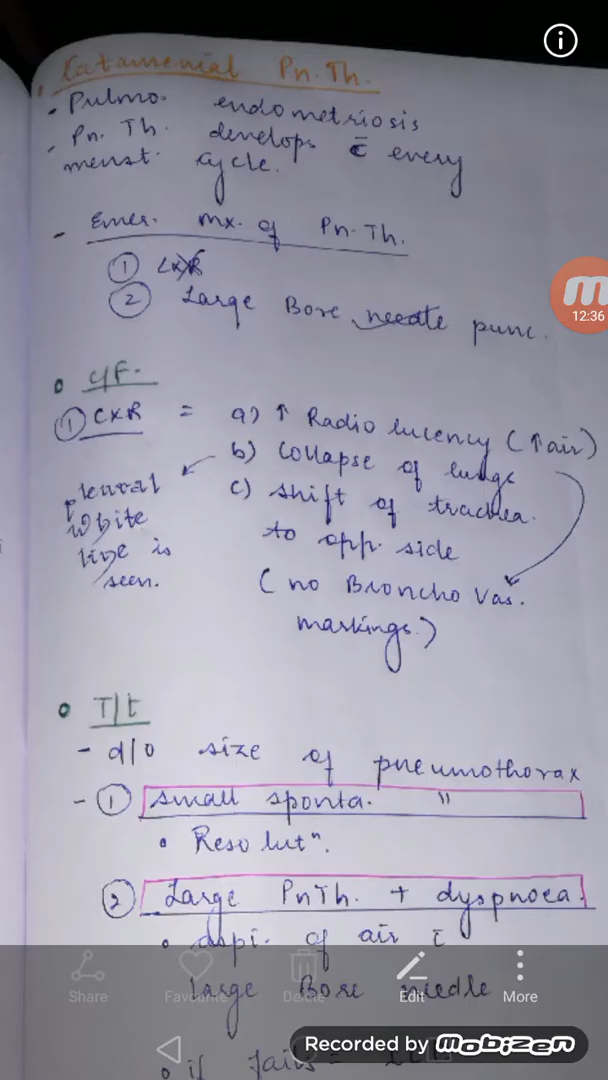 Catamenial Pn.Th.
- Pulmo. endometriosis
- Pn. Th. develops c̄ every
menst. cycle.
- Emer. mx. of Pn.Th.
① CXR
② Large Bore needle punc.
o C/F.
① CXR = a) ↑ Radio lucency (↑air)
b) Collapse of lungs
pleural
white
line is
seen.
c) shift of trachea
to opp. side
(no Broncho Vas.
markings.)
o T/t
- d/o size of pneumothorax
- ① Small sponta. "
• Resolutⁿ.
② Large PnTh. + dyspnoea.
• Aspi. of air c̄
large Bore needle
• if fails =
Share
Favourite
Delete
Edit
More
12:36
Recorded by mobizen